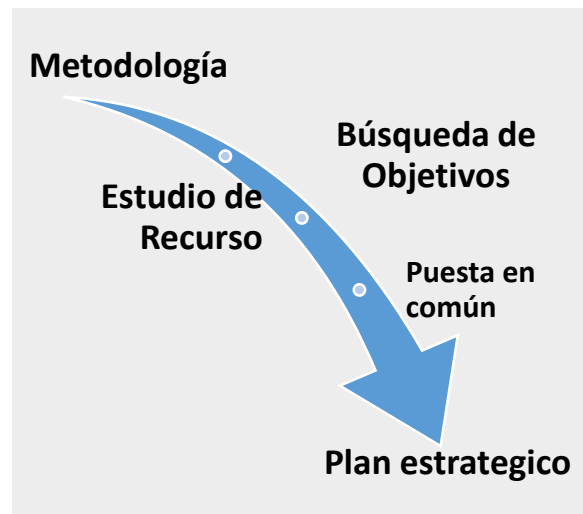 Metodología
Búsqueda de
Objetivos
Estudio de
Recurso
Puesta en
común
Plan estrategico